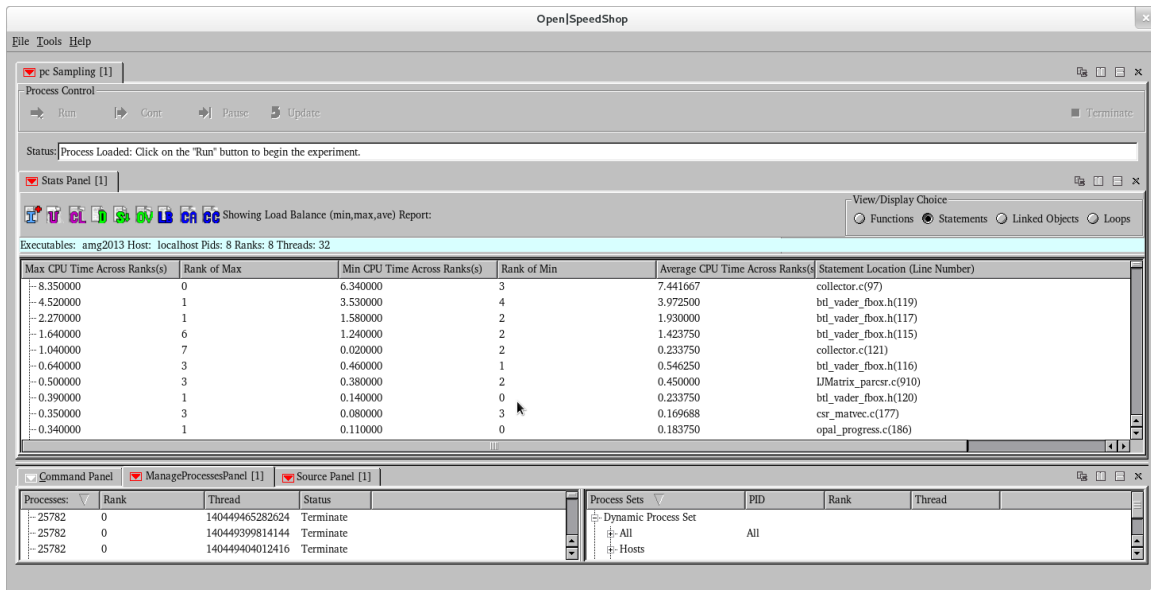 Open|SpeedShop
File Tools Help
pc Sampling [1]
Process Control
Run Cont Pause Update Terminate
Status: Process Loaded: Click on the "Run" button to begin the experiment.
Stats Panel [1]
View/Display Choice
I U CL D OV LB CA CC Showing Load Balance (min,max,ave) Report: Functions Statements Linked Objects Loops
Executables: amg2013 Host: localhost Pids: 8 Ranks: 8 Threads: 32
Max CPU Time Across Ranks(s) Rank of Max Min CPU Time Across Ranks(s) Rank of Min Average CPU Time Across Ranks(s Statement Location (Line Number)
8.350000 0 6.340000 3 7.441667 collector.c(97)
4.520000 1 3.530000 4 3.972500 btl_vader_fbox.h(119)
2.270000 1 1.580000 2 1.930000 btl_vader_fbox.h(117)
1.640000 6 1.240000 2 1.423750 btl_vader_fbox.h(115)
1.040000 7 0.020000 2 0.233750 collector.c(121)
0.640000 3 0.460000 1 0.546250 btl_vader_fbox.h(116)
0.500000 3 0.380000 2 0.450000 IJMatrix_parcsr.c(910)
0.390000 1 0.140000 0 0.233750 btl_vader_fbox.h(120)
0.350000 3 0.080000 3 0.169688 csr_matvec.c(177)
0.340000 1 0.110000 0 0.183750 opal_progress.c(186)
Command Panel ManageProcessesPanel [1] Source Panel [1]
Processes: Rank Thread Status Process Sets PID Rank Thread
25782 0 140449465282624 Terminate Dynamic Process Set
25782 0 140449399814144 Terminate All All
25782 0 140449404012416 Terminate Hosts